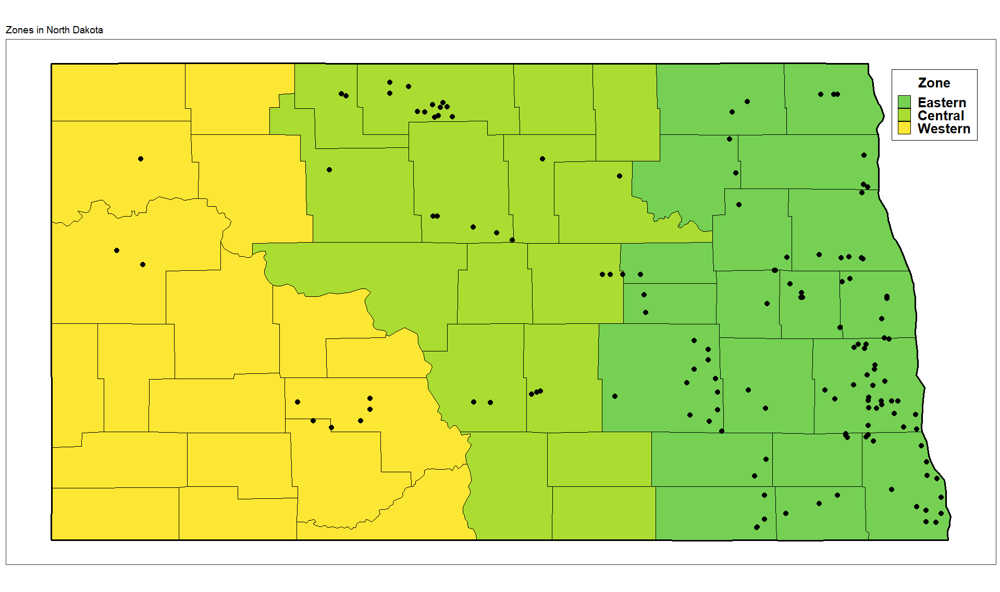 Zones in North Dakota
Zone
Eastern
Central
Western